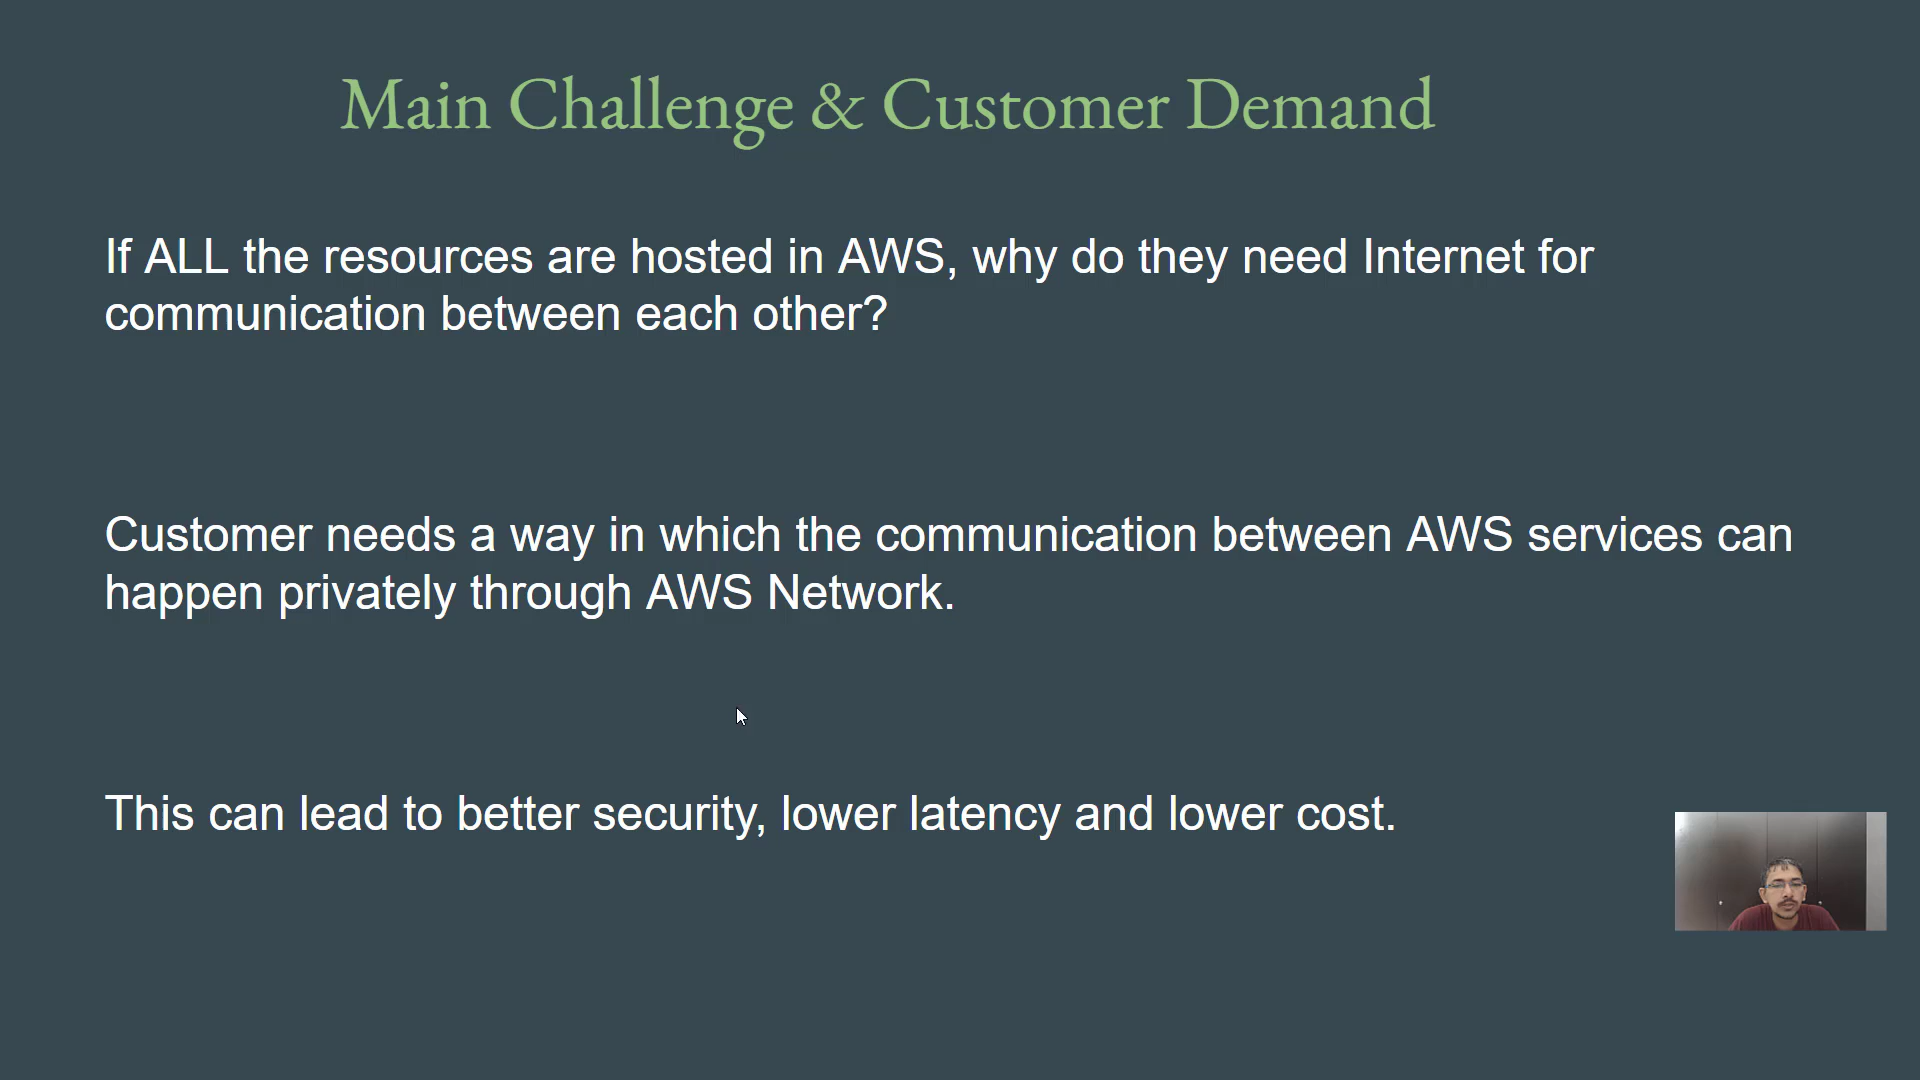 Main Challenge & Customer Demand
If ALL the resources are hosted in AWS, why do they need Internet for
communication between each other?
Customer needs a way in which the communication between AWS services can
happen privately through AWS Network.
This can lead to better security, lower latency and lower cost.